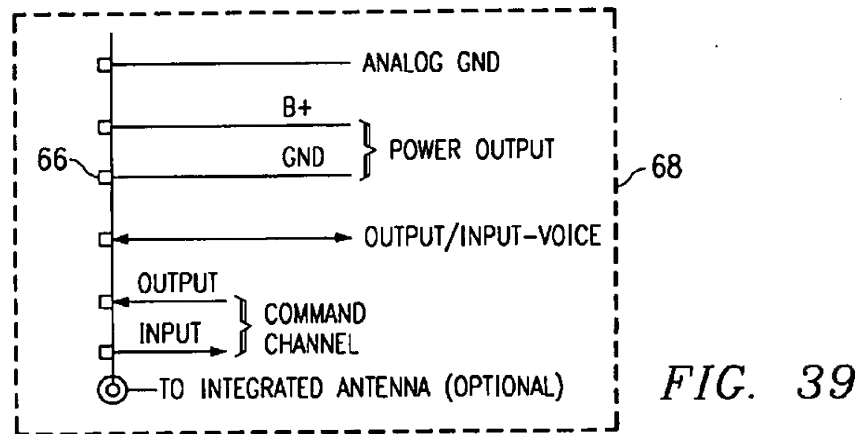 ANALOG GND
B+
POWER OUTPUT
66
GND
68
OUTPUT/INPUT-VOICE
OUTPUT
COMMAND
CHANNEL
INPUT
TO INTEGRATED ANTENNA (OPTIONAL)
FIG. 39